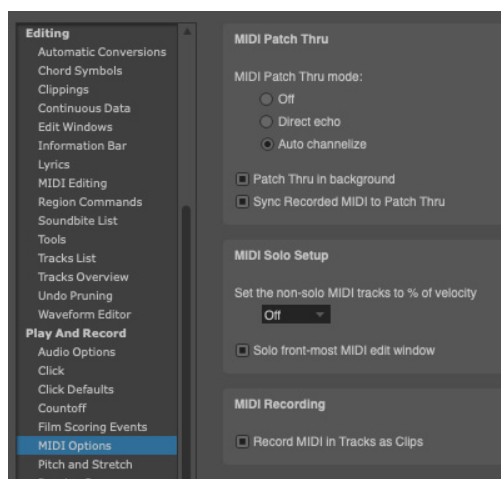 Editing
Automatic Conversions
Chord Symbols
Clippings
Continuous Data
Edit Windows
Information Bar
Lyrics
MIDI Editing
Region Commands
Soundbite List
Tools
Tracks List
Tracks Overview
Undo Pruning
Waveform Editor
Play And Record
Audio Options
Click
Click Defaults
Countoff
Film Scoring Events
MIDI Options
Pitch and Stretch
MIDI Patch Thru
MIDI Patch Thru mode:
Off
Direct echo
Auto channelize
Patch Thru in background
Sync Recorded MIDI to Patch Thru
MIDI Solo Setup
Set the non-solo MIDI tracks to % of velocity
Off
Solo front-most MIDI edit window
MIDI Recording
Record MIDI in Tracks as Clips